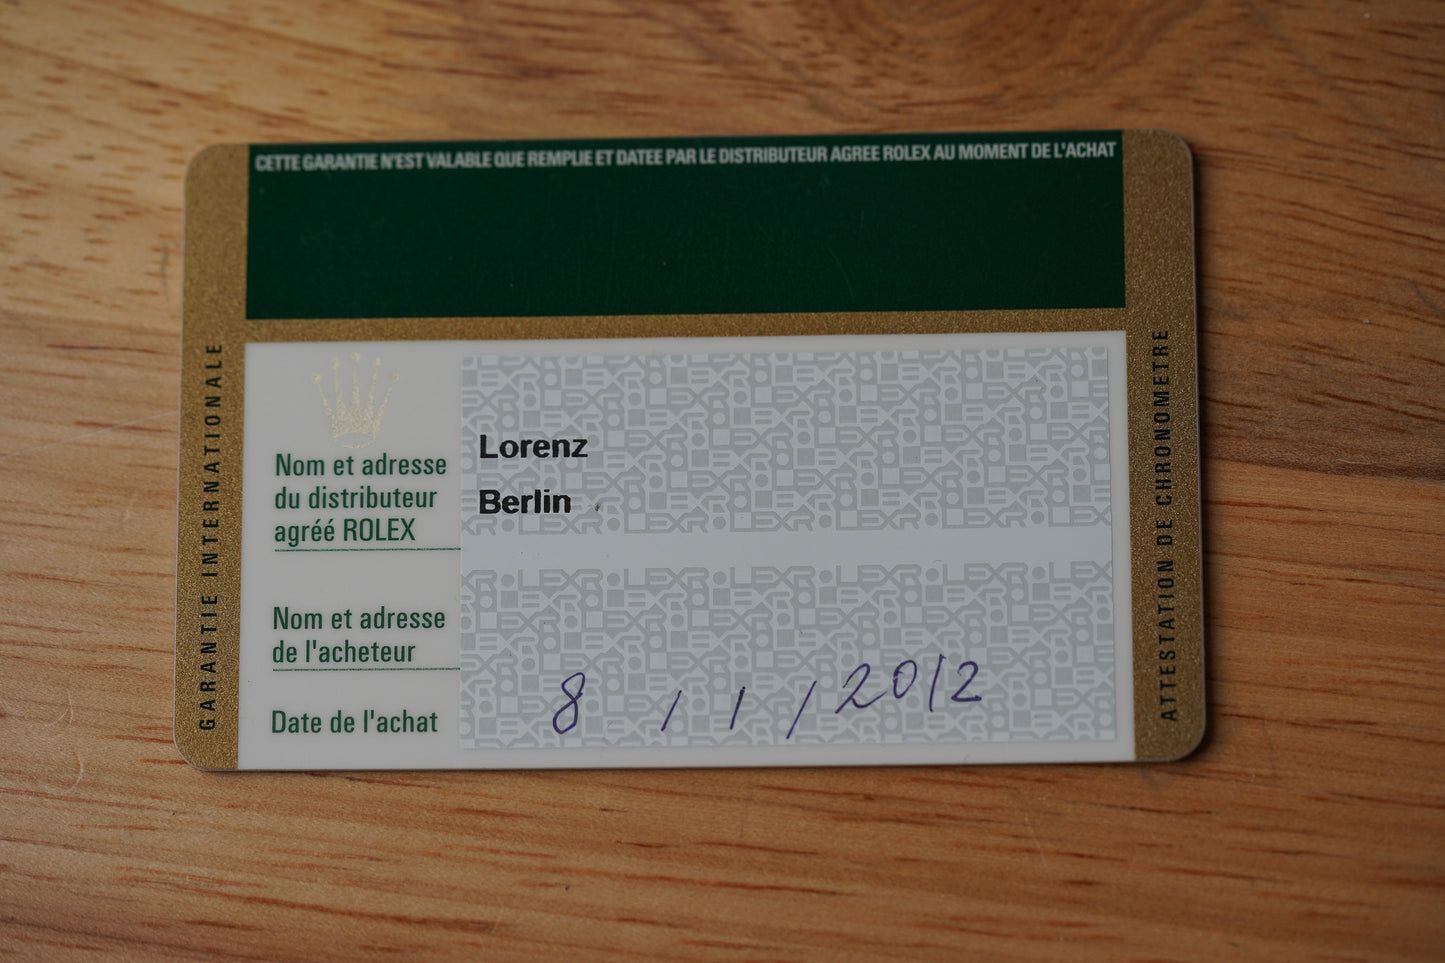 CETTE GARANTIE N'EST VALABLE QUE REMPLIE ET DATEE PAR LE DISTRIBUTEUR AGREE ROLEX AU MOMENT DE L'ACHAT
GARANTIE INTERNATIONALE
Nom et adresse
du distributeur
agréé ROLEX
Lorenz
Berlin
Nom et adresse
de l'acheteur
Date de l'achat
8 / 1 / 2012
ATTESTATION DE CHRONOMETRE